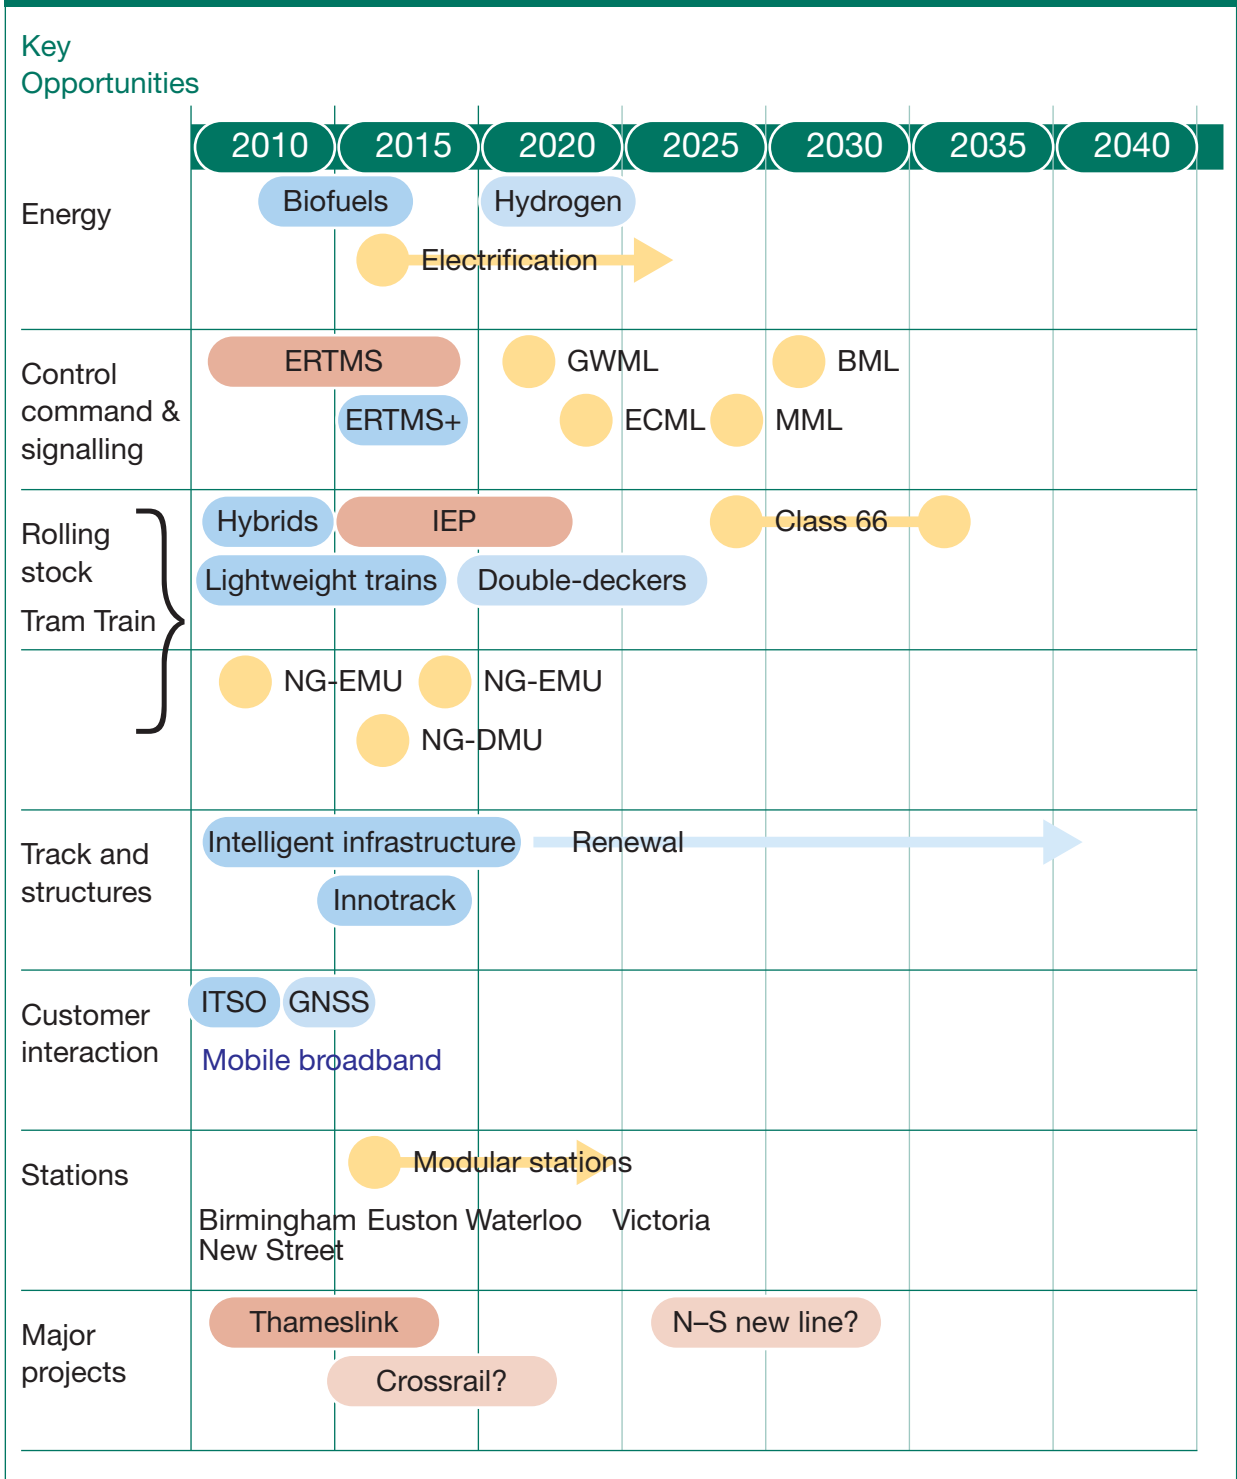 Key
Opportunities
2010 2015 2020 2025 2030 2035 2040
Energy
Biofuels Hydrogen
Electrification
Control
command &
signalling
ERTMS GWML BML
ERTMS+ ECML MML
Rolling
stock
Tram Train
Hybrids IEP Class 66
Lightweight trains Double-deckers
NG-EMU NG-EMU
NG-DMU
Track and
structures
Intelligent infrastructure Renewal
Innotrack
Customer
interaction
ITSO GNSS
Mobile broadband
Stations
Modular stations
Birmingham Euston Waterloo Victoria
New Street
Major
projects
Thameslink N–S new line?
Crossrail?